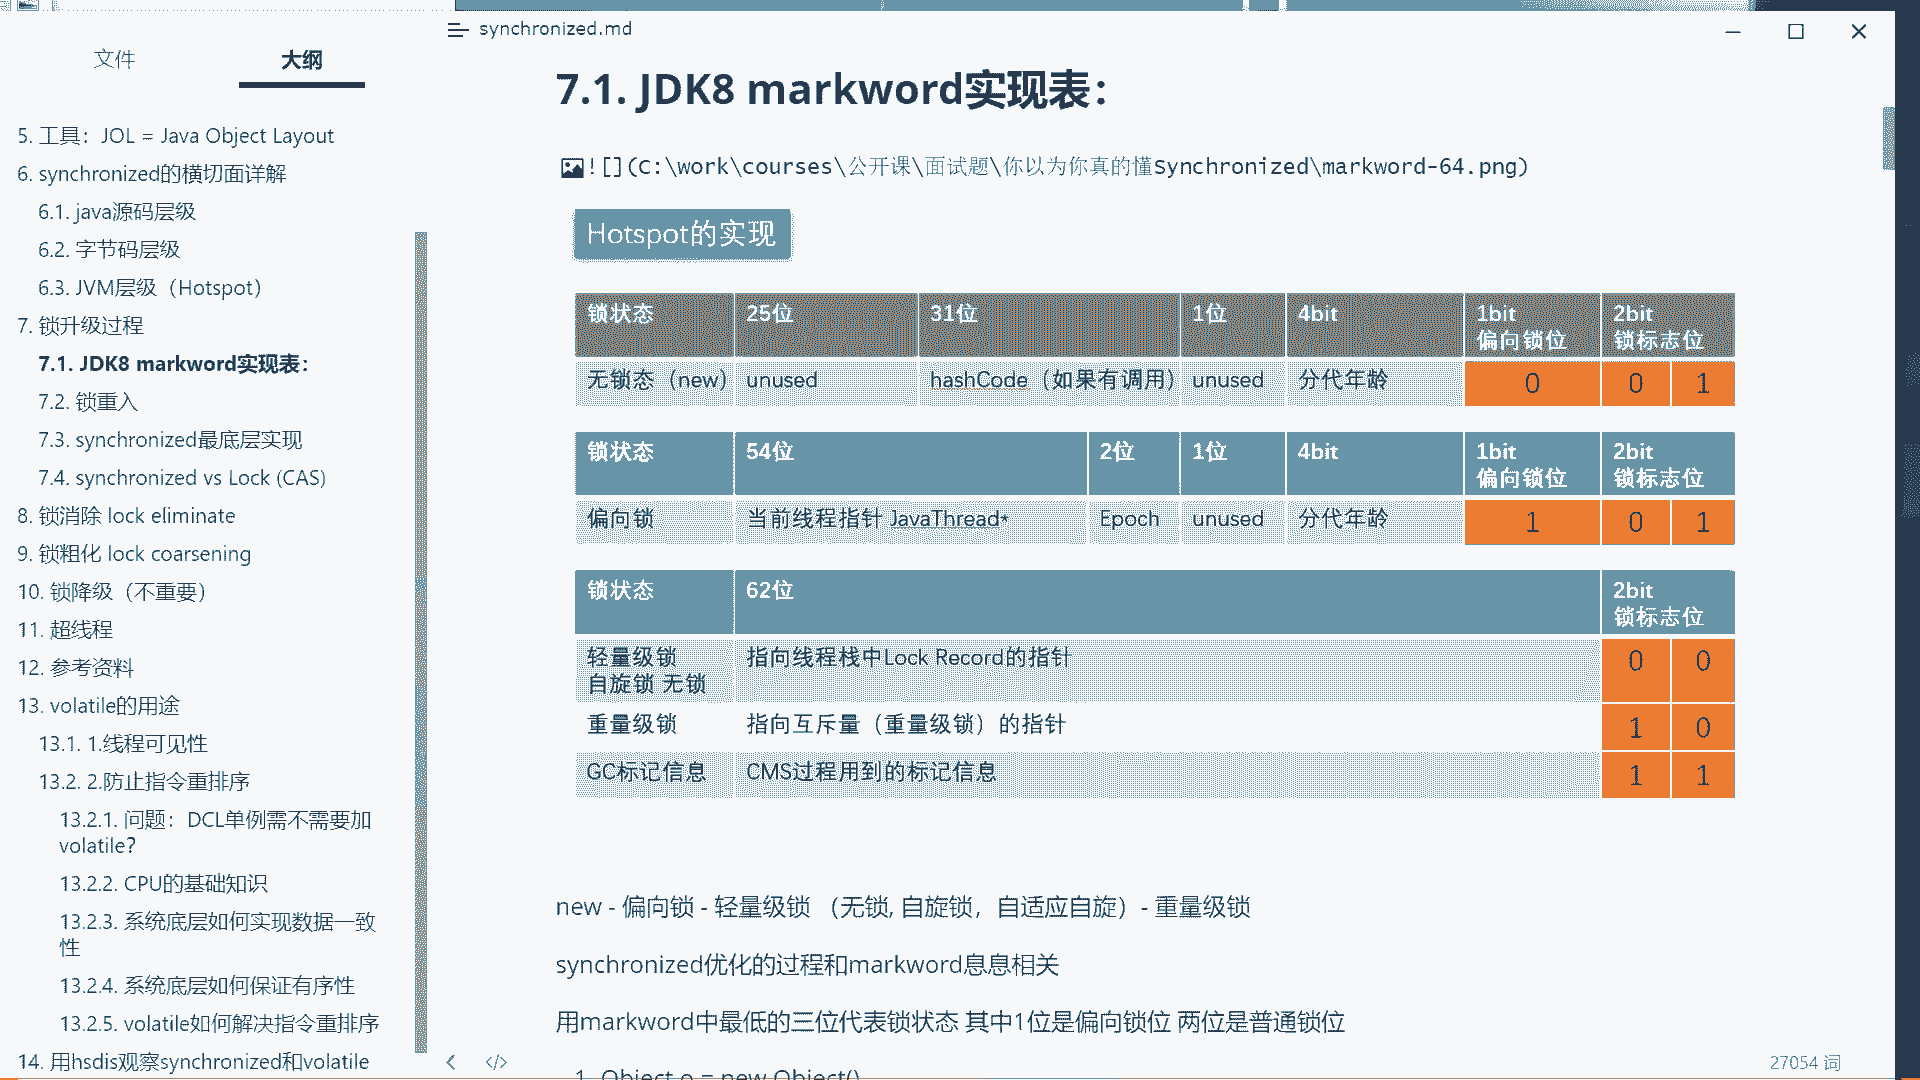 synchronized.md
文件
大纲
5. 工具：JOL = Java Object Layout
6. synchronized的横切面详解
6.1. java源码层级
6.2. 字节码层级
6.3. JVM层级（Hotspot）
7. 锁升级过程
7.1. JDK8 markword实现表：
7.2. 锁重入
7.3. synchronized最底层实现
7.4. synchronized vs Lock (CAS)
8. 锁消除 lock eliminate
9. 锁粗化 lock coarsening
10. 锁降级（不重要）
11. 超线程
12. 参考资料
13. volatile的用途
13.1. 1.线程可见性
13.2. 2.防止指令重排序
13.2.1. 问题：DCL单例需不需要加
volatile？
13.2.2. CPU的基础知识
13.2.3. 系统底层如何实现数据一致
性
13.2.4. 系统底层如何保证有序性
13.2.5. volatile如何解决指令重排序
14. 用hsdis观察synchronized和volatile
7.1. JDK8 markword实现表：
![](C:\work\courses\公开课\面试题\你以为你真的懂Synchronized\markword-64.png)
Hotspot的实现
锁状态 25位 31位 1位 4bit 1bit 2bit
偏向锁位 锁标志位
无锁态（new） unused hashCode（如果有调用） unused 分代年龄 0 0 1
锁状态 54位 2位 1位 4bit 1bit 2bit
偏向锁位 锁标志位
偏向锁 当前线程指针 JavaThread* Epoch unused 分代年龄 1 0 1
锁状态 62位 2bit
锁标志位
轻量级锁 指向线程栈中Lock Record的指针 0 0
自旋锁 无锁
重量级锁 指向互斥量（重量级锁）的指针 1 0
GC标记信息 CMS过程用到的标记信息 1 1
new - 偏向锁 - 轻量级锁 （无锁, 自旋锁，自适应自旋）- 重量级锁
synchronized优化的过程和markword息息相关
用markword中最低的三位代表锁状态 其中1位是偏向锁位 两位是普通锁位
1. Object o = new Object()
27054 词